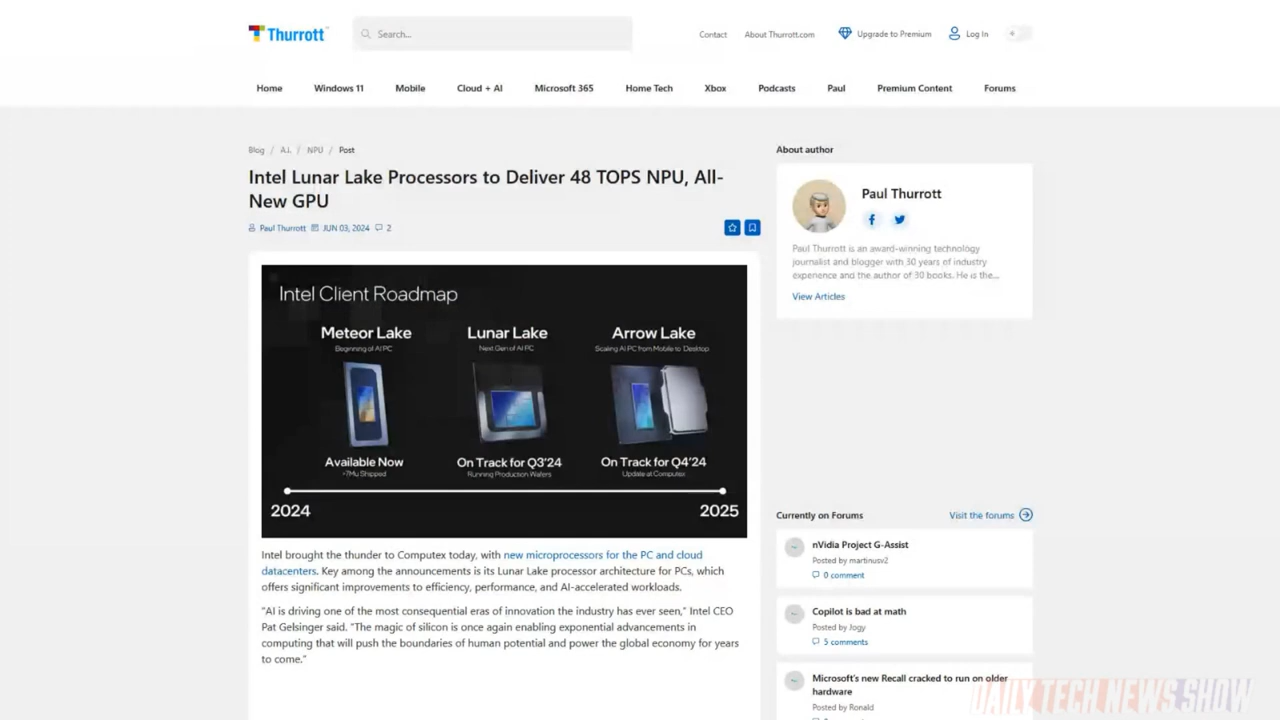 Thurrott
Search...
Contact
About Thurrott.com
Upgrade to Premium
Log In
Home
Windows 11
Mobile
Cloud + AI
Microsoft 365
Home Tech
Xbox
Podcasts
Paul
Premium Content
Forums
Blog / A.I. / NPU / Post
Intel Lunar Lake Processors to Deliver 48 TOPS NPU, All-
New GPU
Paul Thurrott JUN 03, 2024 2
Intel Client Roadmap
Meteor Lake
Beginning of AI PC
Available Now
>7Mu Shipped
Lunar Lake
Next Gen of AI PC
On Track for Q3'24
Running Production Wafers
Arrow Lake
Scaling AI PC from Mobile to Desktop
On Track for Q4'24
Update at Computex
2024
2025
Intel brought the thunder to Computex today, with new microprocessors for the PC and cloud
datacenters. Key among the announcements is its Lunar Lake processor architecture for PCs, which
offers significant improvements to efficiency, performance, and AI-accelerated workloads.
"AI is driving one of the most consequential eras of innovation the industry has ever seen," Intel CEO
Pat Gelsinger said. "The magic of silicon is once again enabling exponential advancements in
computing that will push the boundaries of human potential and power the global economy for years
to come."
About author
Paul Thurrott
Paul Thurrott is an award-winning technology
journalist and blogger with 30 years of industry
experience and the author of 30 books. He is the...
View Articles
Currently on Forums
Visit the forums
nVidia Project G-Assist
Posted by martinusv2
0 comment
Copilot is bad at math
Posted by Jogy
5 comments
Microsoft's new Recall cracked to run on older
hardware
Posted by Ronald
DAILY TECH NEWS SHOW